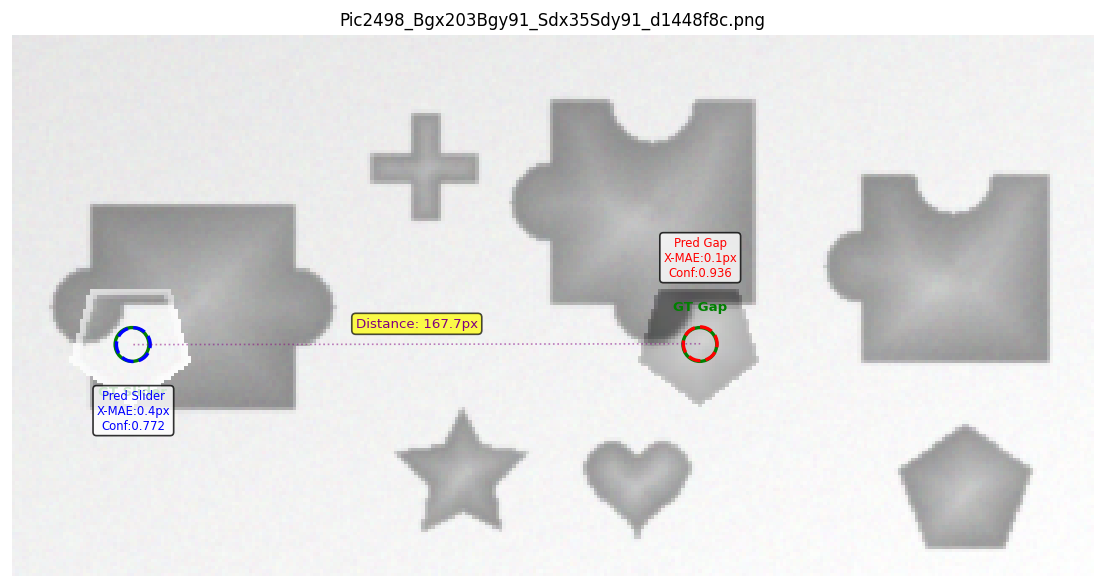 Pic2498_Bgx203Bgy91_Sdx35Sdy91_d1448f8c.png
Pred Gap
X-MAE:0.1px
Conf:0.936
GT Gap
Distance: 167.7px
Pred Slider
X-MAE:0.4px
Conf:0.772